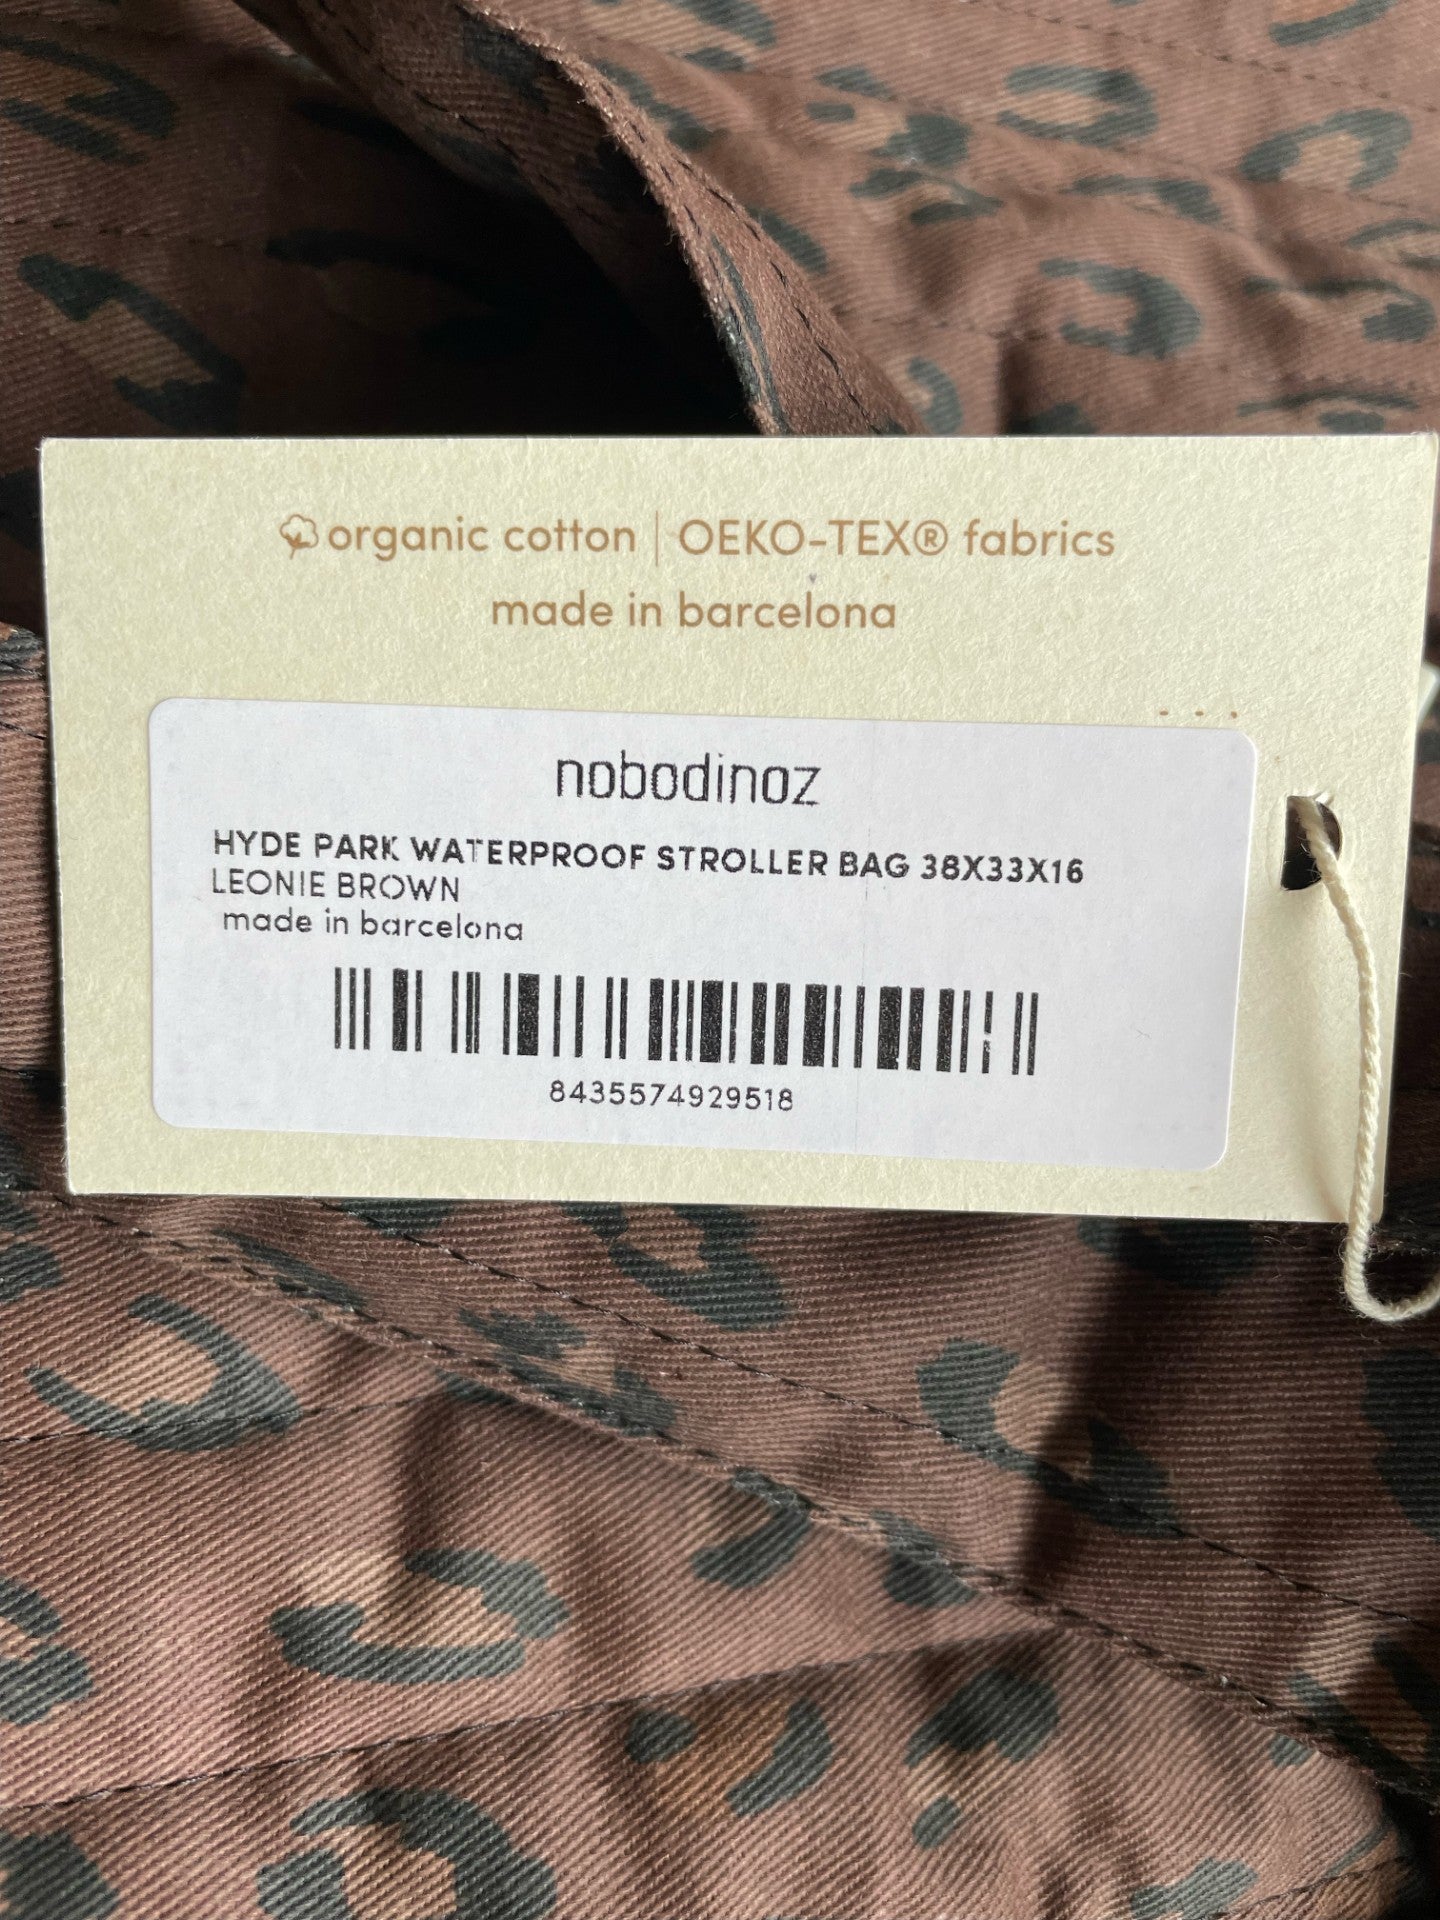 organic cotton | OEKO-TEX® fabrics
made in barcelona
nobodinoz
HYDE PARK WATERPROOF STROLLER BAG 38X33X16
LEONIE BROWN
made in barcelona
8435574929518